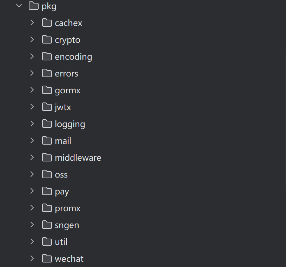 pkg
cachex
crypto
encoding
errors
gormx
jwtx
logging
mail
middleware
oss
pay
promx
sngen
util
wechat